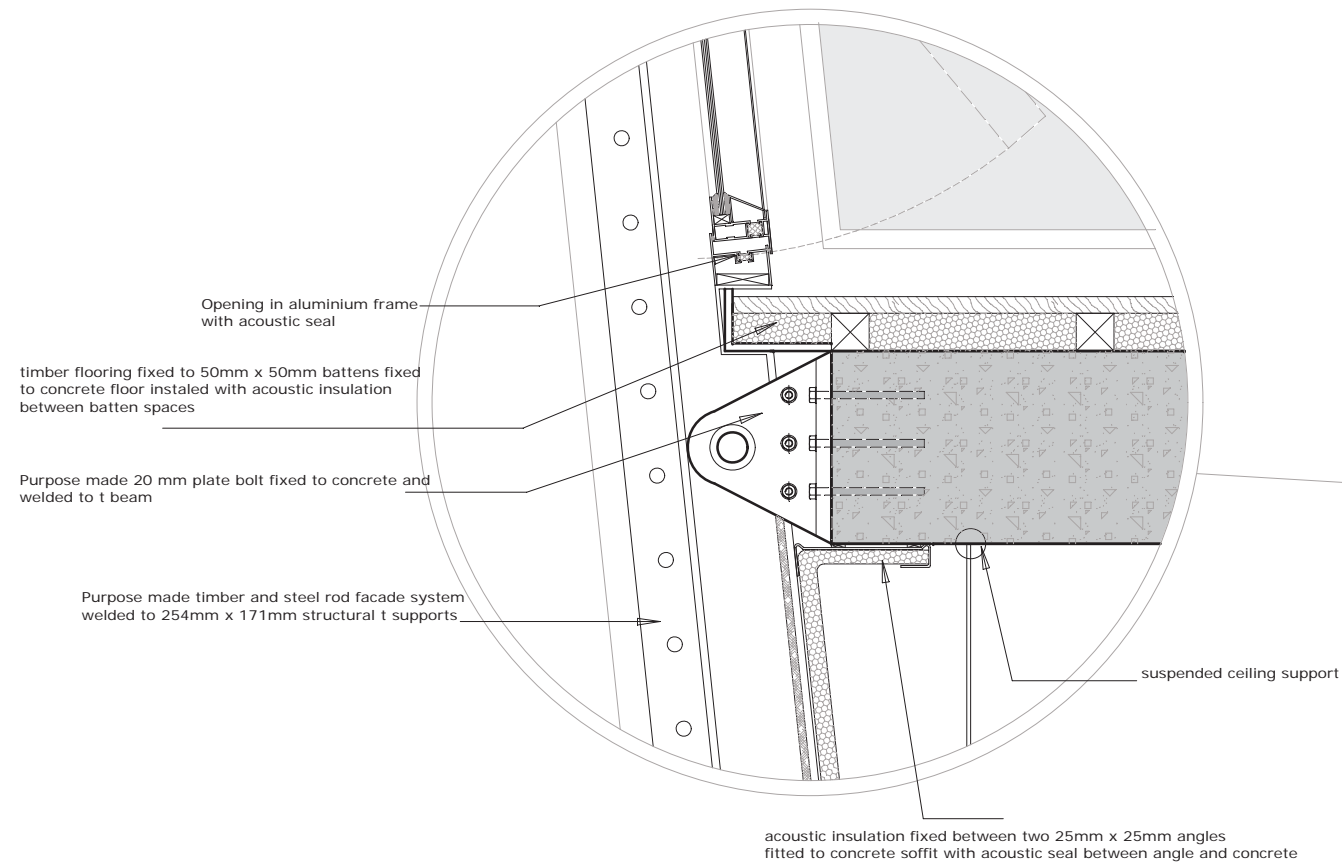 Opening in aluminium frame
with acoustic seal
timber flooring fixed to 50mm x 50mm battens fixed
to concrete floor instaled with acoustic insulation
between batten spaces
Purpose made 20 mm plate bolt fixed to concrete and
welded to t beam
Purpose made timber and steel rod facade system
welded to 254mm x 171mm structural t supports
suspended ceiling support
acoustic insulation fixed between two 25mm x 25mm angles
fitted to concrete soffit with acoustic seal between angle and concrete